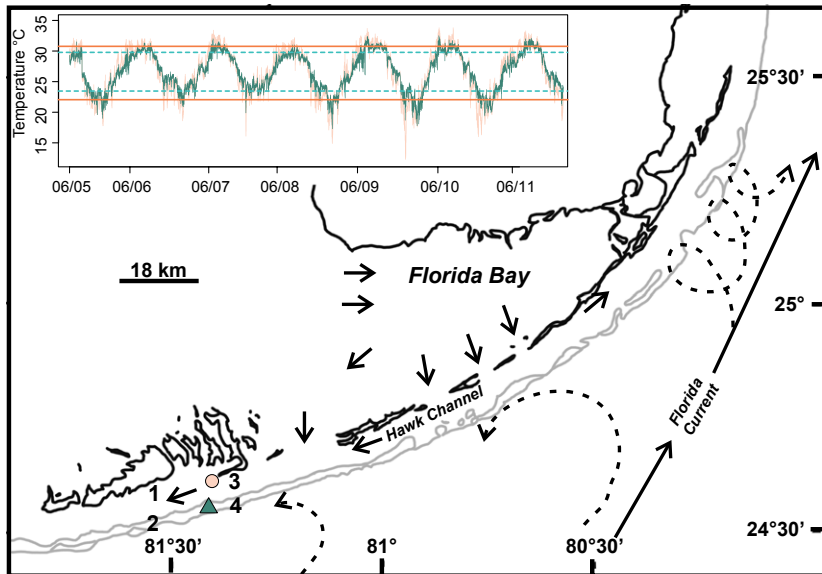 Temperature °C
35
30
25
20
15
06/05 06/06 06/07 06/08 06/09 06/10 06/11
25°30’
18 km
Florida Bay
25°
Florida
Current
Hawk Channel
1
3
2
4
24°30’
81°30’
81°
80°30’